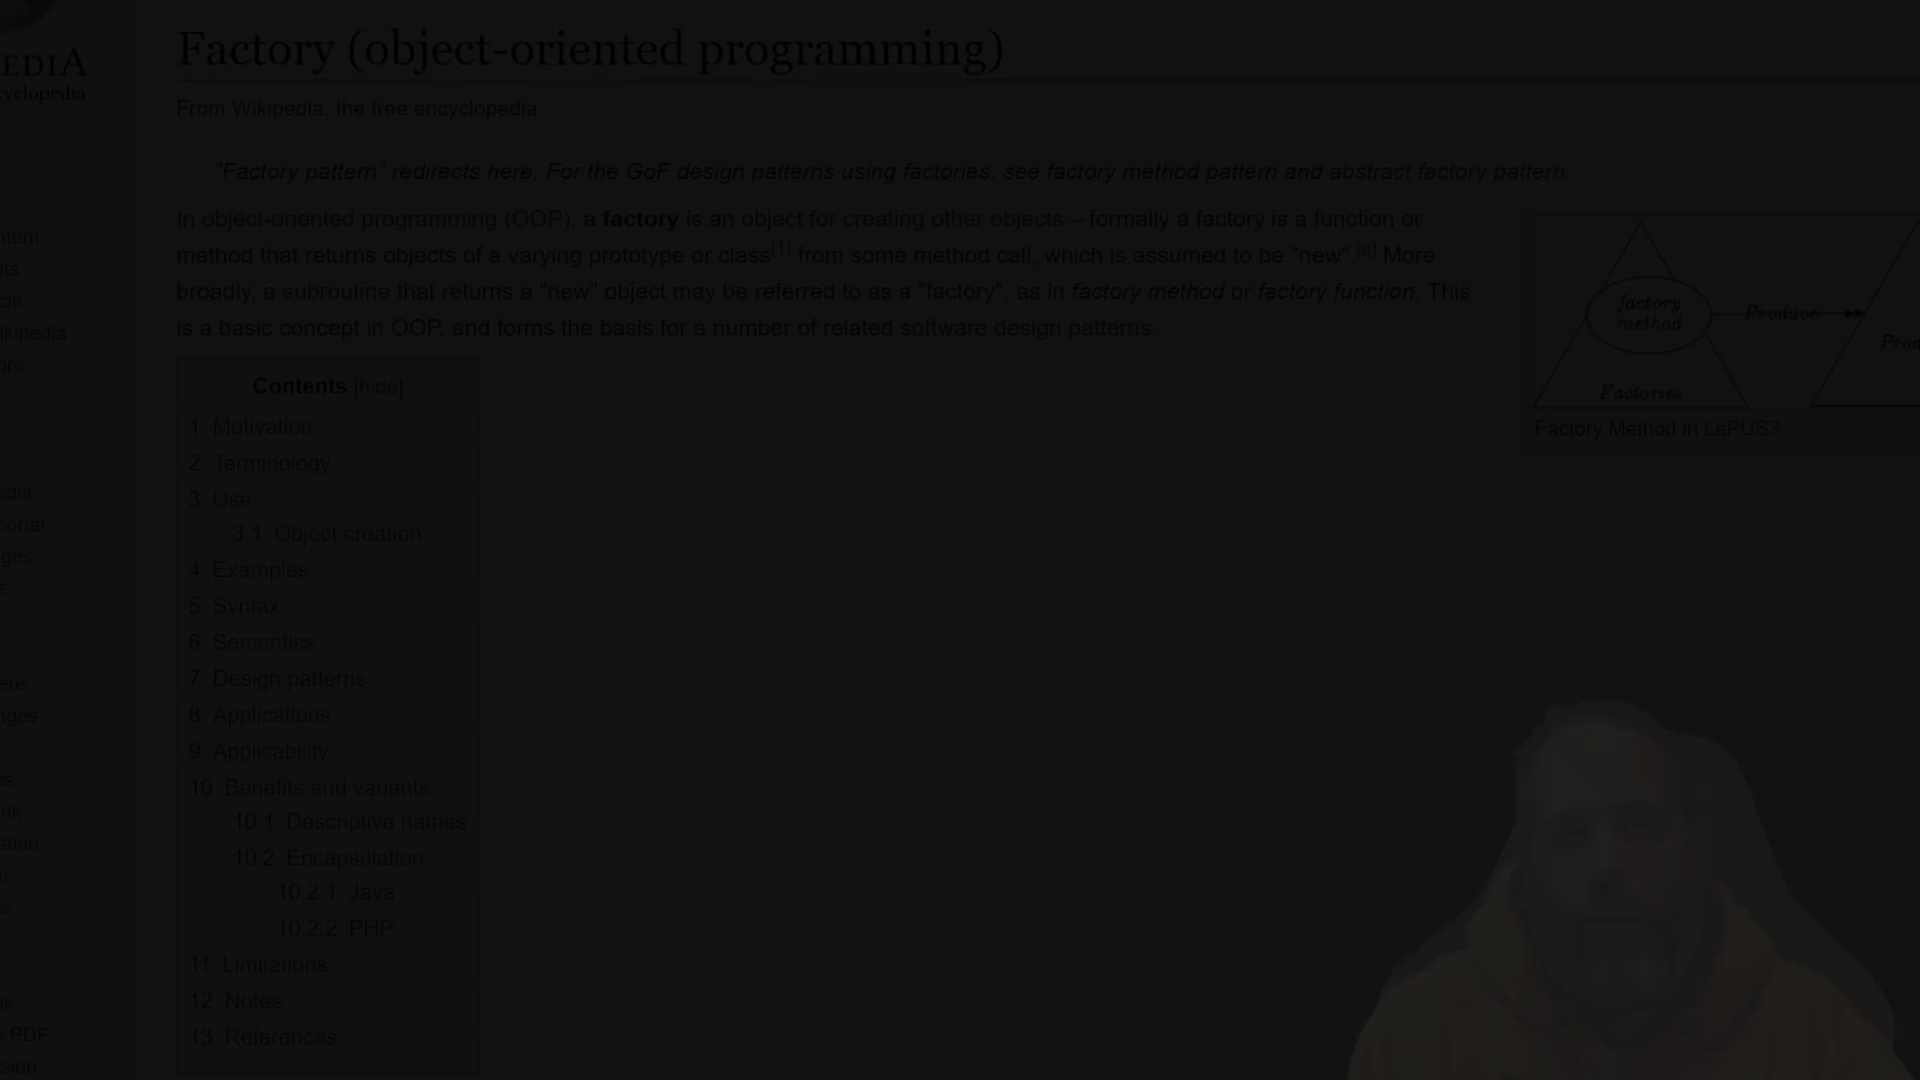 EDIA
cyclopedia
Factory (object-oriented programming)
From Wikipedia, the free encyclopedia
"Factory pattern" redirects here. For the GoF design patterns using factories, see factory method pattern and abstract factory pattern.
In object-oriented programming (OOP), a factory is an object for creating other objects – formally a factory is a function or
method that returns objects of a varying prototype or class[1] from some method call, which is assumed to be "new".[a] More
broadly, a subroutine that returns a "new" object may be referred to as a "factory", as in factory method or factory function. This
is a basic concept in OOP, and forms the basis for a number of related software design patterns.
factory
method
Produce
Factories
Factory Method in LePUS3
Contents [hide]
1 Motivation
2 Terminology
3 Use
3.1 Object creation
4 Examples
5 Syntax
6 Semantics
7 Design patterns
8 Applications
9 Applicability
10 Benefits and variants
10.1 Descriptive names
10.2 Encapsulation
10.2.1 Java
10.2.2 PHP
11 Limitations
12 Notes
13 References